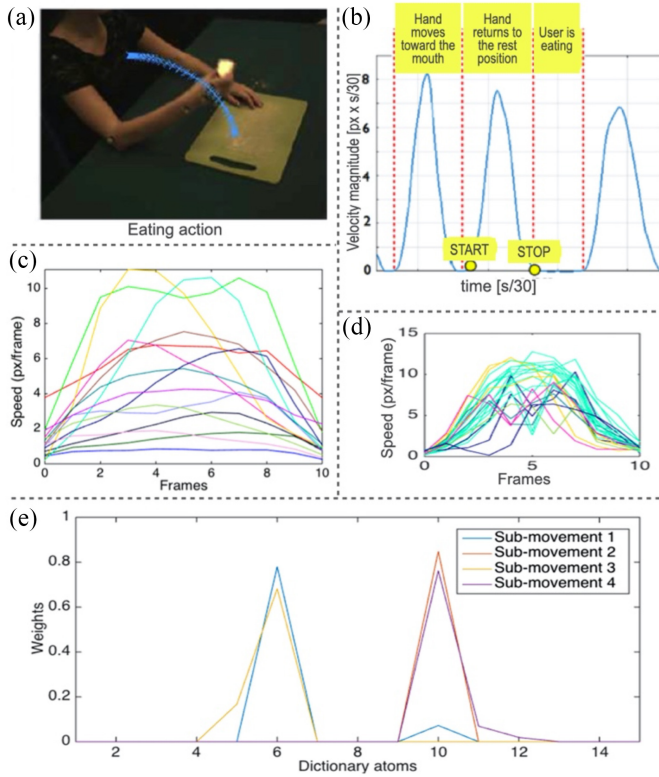 (a)
Eating action
(b)
Hand
moves
toward the
mouth
Hand
returns to
the rest
position
User is
eating
Velocity magnitude [px x s/30]
8
6
4
2
0
START
STOP
time [s/30]
(c)
Speed (px/frame)
10
8
6
4
2
0
0 2 4 6 8 10
Frames
(d)
Speed (px/frame)
15
10
5
0
0 5 10
Frames
(e)
Weights
1
0.8
0.6
0.4
0.2
0
Sub-movement 1
Sub-movement 2
Sub-movement 3
Sub-movement 4
2 4 6 8 10 12 14
Dictionary atoms